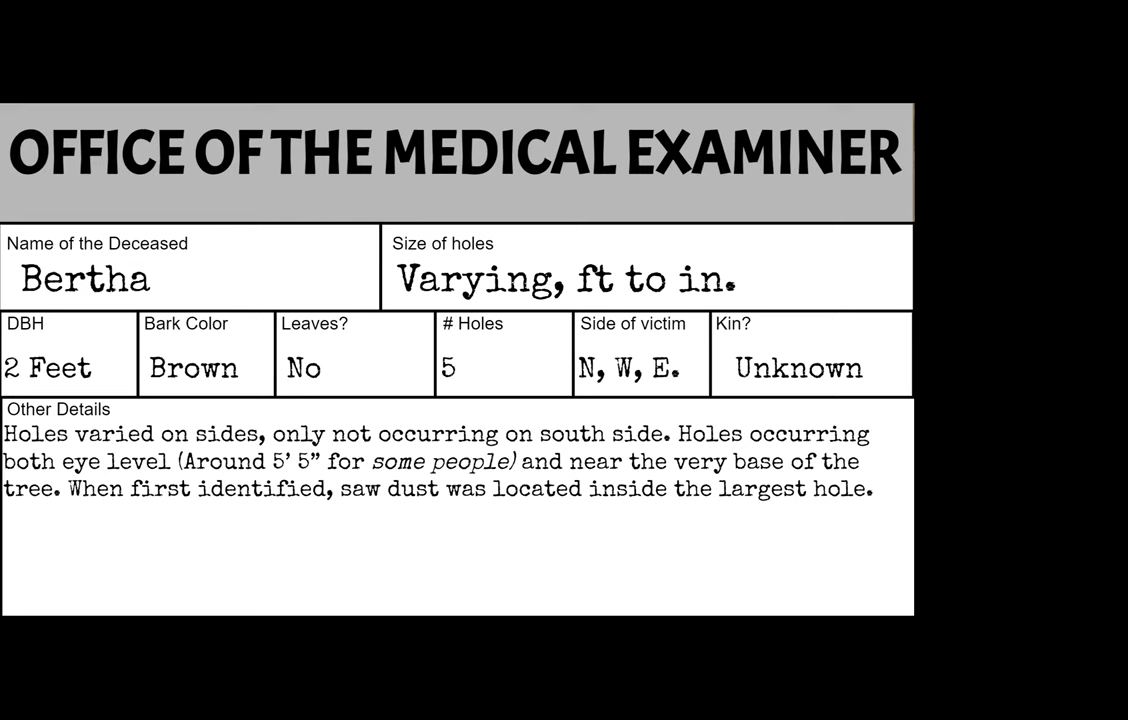 OFFICE OF THE MEDICAL EXAMINER
Name of the Deceased
Bertha
Size of holes
Varying, ft to in.
DBH
2 Feet
Bark Color
Brown
Leaves?
No
# Holes
5
Side of victim
N, W, E.
Kin?
Unknown
Other Details
Holes varied on sides, only not occurring on south side. Holes occurring
both eye level (Around 5’ 5” for some people) and near the very base of the
tree. When first identified, saw dust was located inside the largest hole.